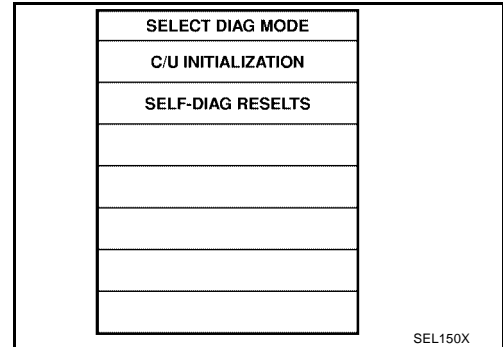 SELECT DIAG MODE
C/U INITIALIZATION
SELF-DIAG RESELTS
SEL150X